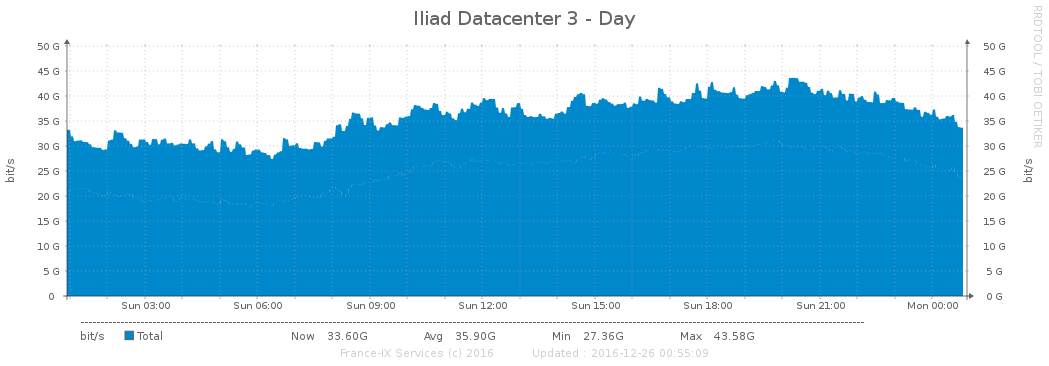 Iliad Datacenter 3 - Day
RRDTOOL / TOBI OETIKER
50 G 50 G
45 G 45 G
40 G 40 G
35 G 35 G
30 G 30 G
25 G 25 G
20 G 20 G
15 G 15 G
10 G 10 G
5 G 5 G
0 0 G
bit/s
bit/s
Sun 03:00 Sun 06:00 Sun 09:00 Sun 12:00 Sun 15:00 Sun 18:00 Sun 21:00 Mon 00:00
bit/s Total Now 33.60G Avg 35.90G Min 27.36G Max 43.58G
France-IX Services (c) 2016 Updated : 2016-12-26 00:55:09